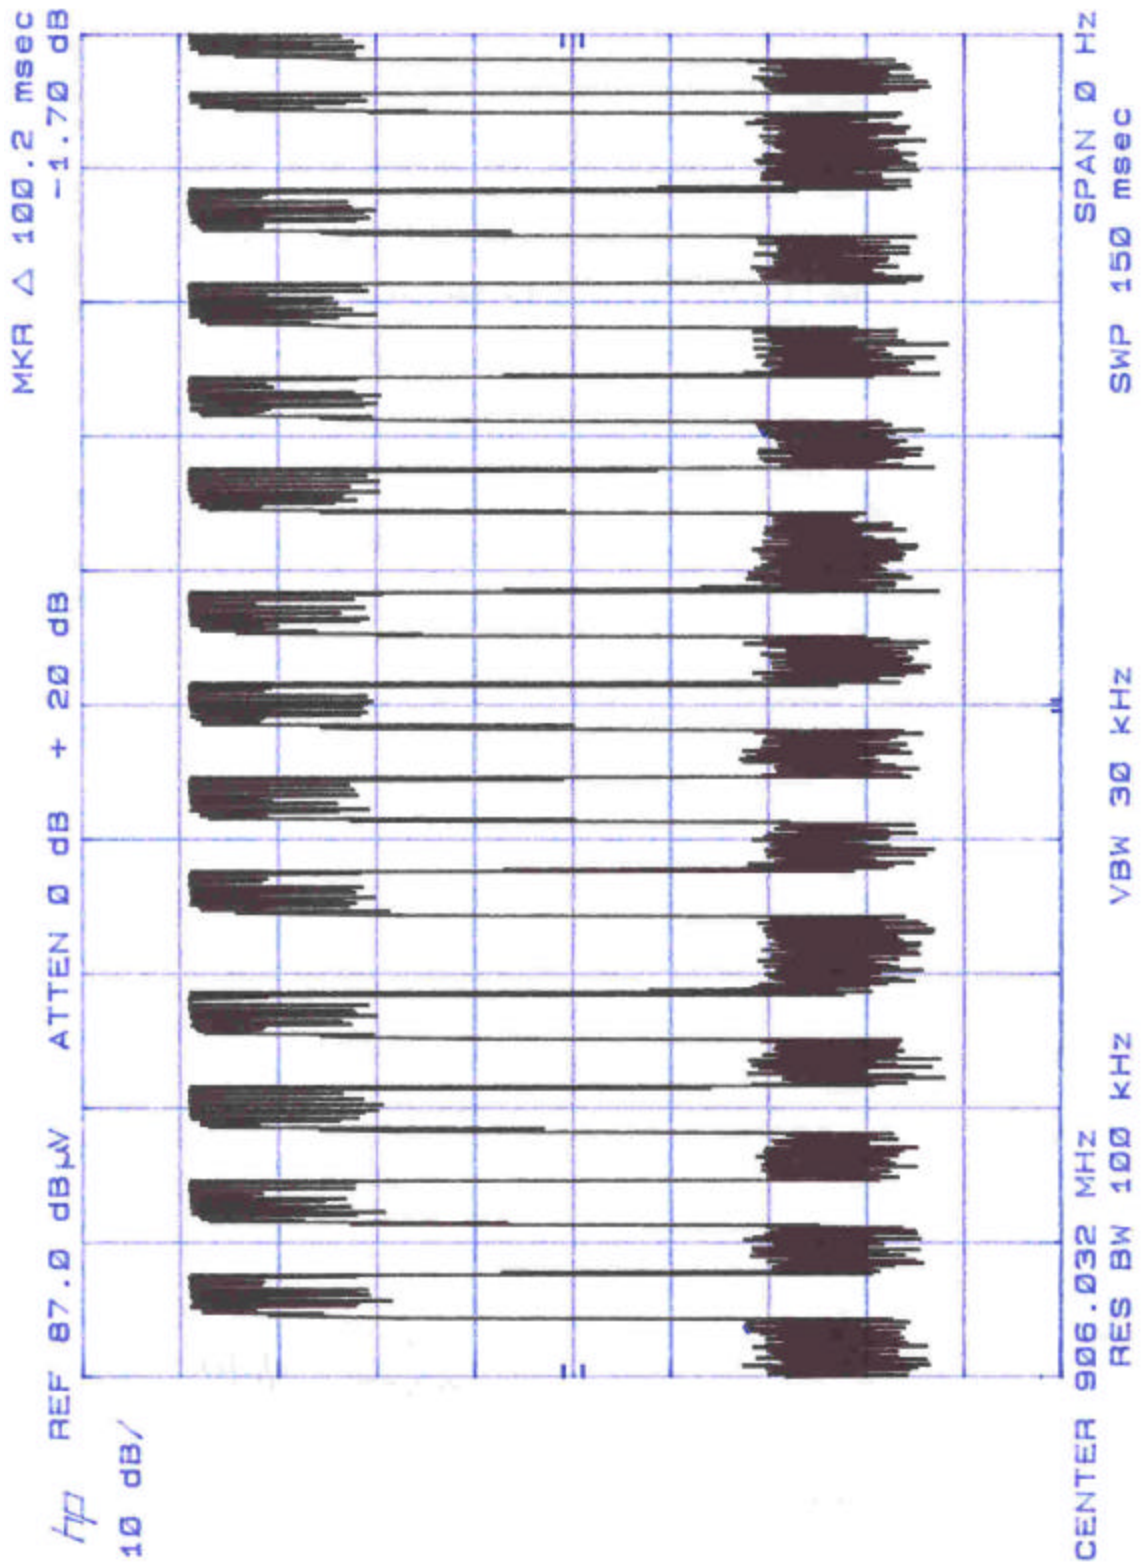 hp
MKR Δ 100.2 msec
REF 87.0 dBμV ATTEN 0 dB + 20 dB -1.70 dB
10 dB/
CENTER 906.032 MHz SPAN 0 Hz
RES BW 100 KHz VBW 30 KHz SWP 150 msec